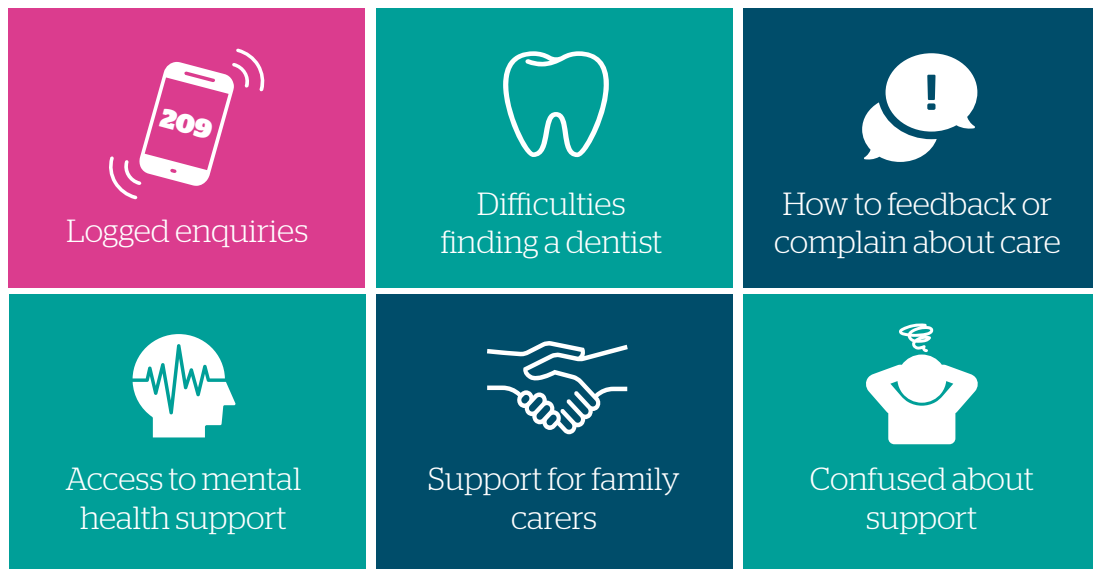 209
Logged enquiries
Difficulties
finding a dentist
!
How to feedback or
complain about care
Access to mental
health support
Support for family
carers
Confused about
support